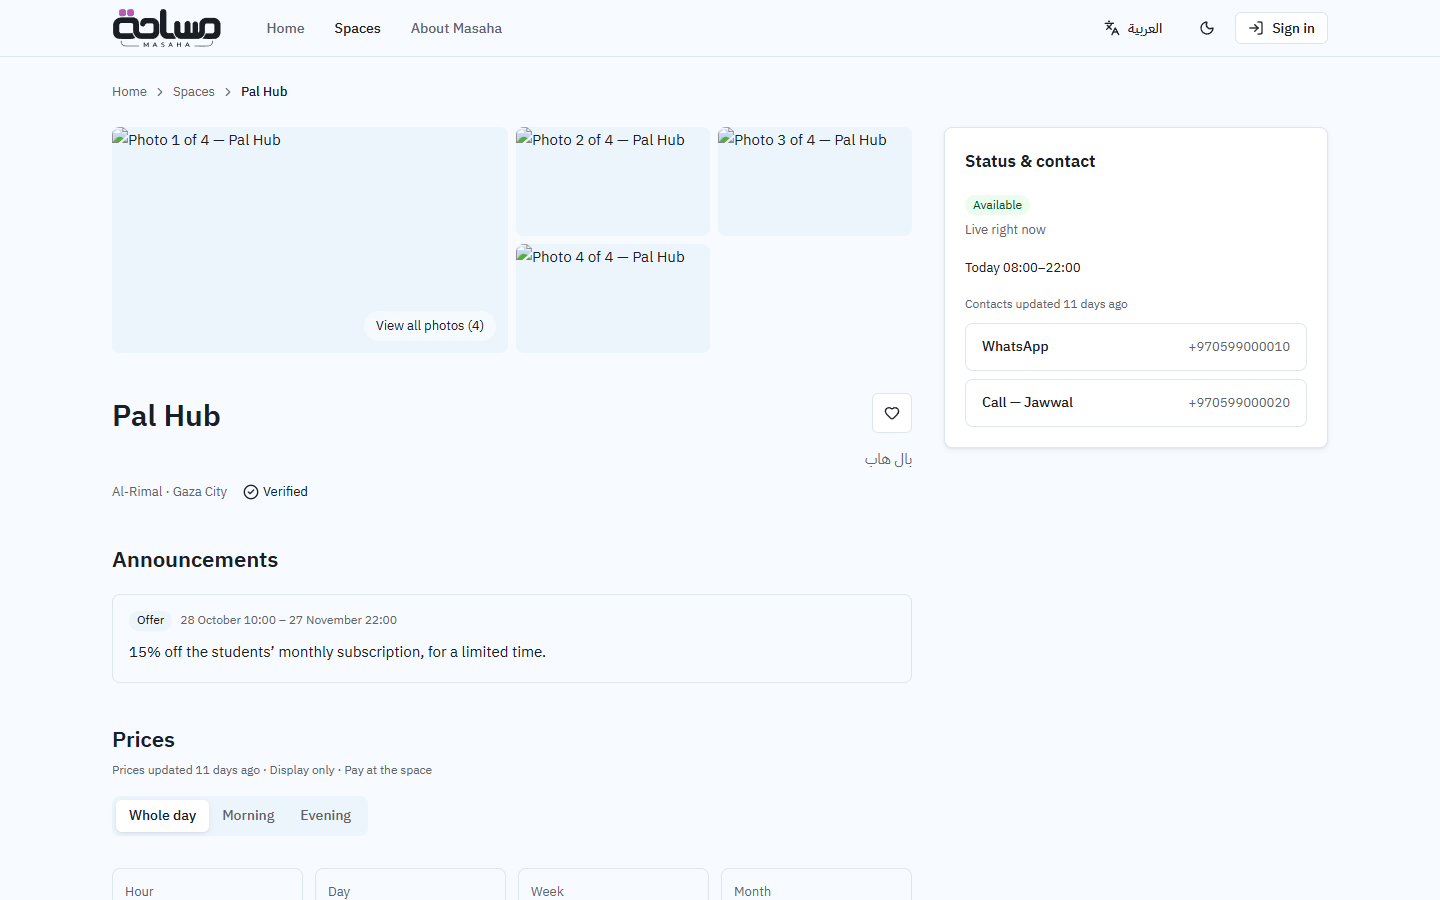 مساحة
MASAHA
Home
Spaces
About Masaha
العربية
Sign in
Home
Spaces
Pal Hub
Photo 1 of 4 — Pal Hub
Photo 2 of 4 — Pal Hub
Photo 3 of 4 — Pal Hub
Photo 4 of 4 — Pal Hub
View all photos (4)
Pal Hub
بال هاب
Al-Rimal · Gaza City
Verified
Announcements
Offer
28 October 10:00 – 27 November 22:00
15% off the students’ monthly subscription, for a limited time.
Prices
Prices updated 11 days ago · Display only · Pay at the space
Whole day
Morning
Evening
Hour
Day
Week
Month
Status & contact
Available
Live right now
Today 08:00–22:00
Contacts updated 11 days ago
WhatsApp
+970599000010
Call — Jawwal
+970599000020